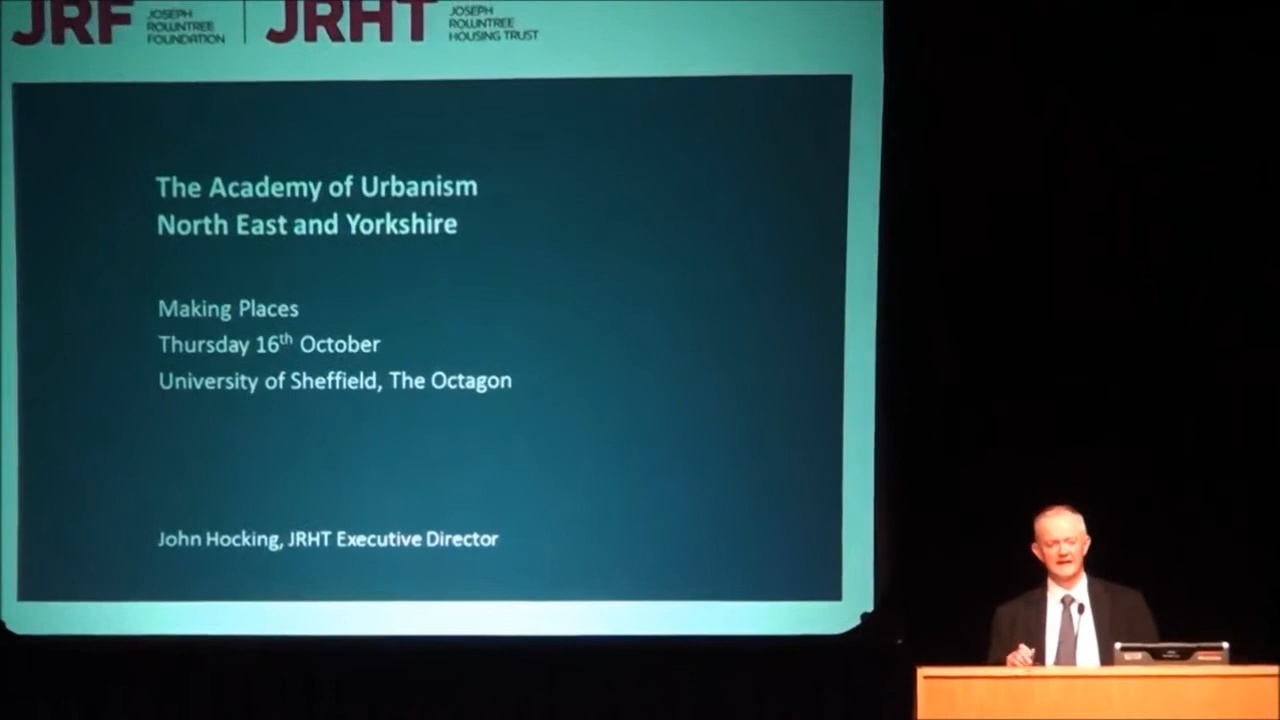 JRF
JOSEPH
ROWNTREE
FOUNDATION
JRHT
JOSEPH
ROWNTREE
HOUSING TRUST
The Academy of Urbanism
North East and Yorkshire
Making Places
Thursday 16th October
University of Sheffield, The Octagon
John Hocking, JRHT Executive Director